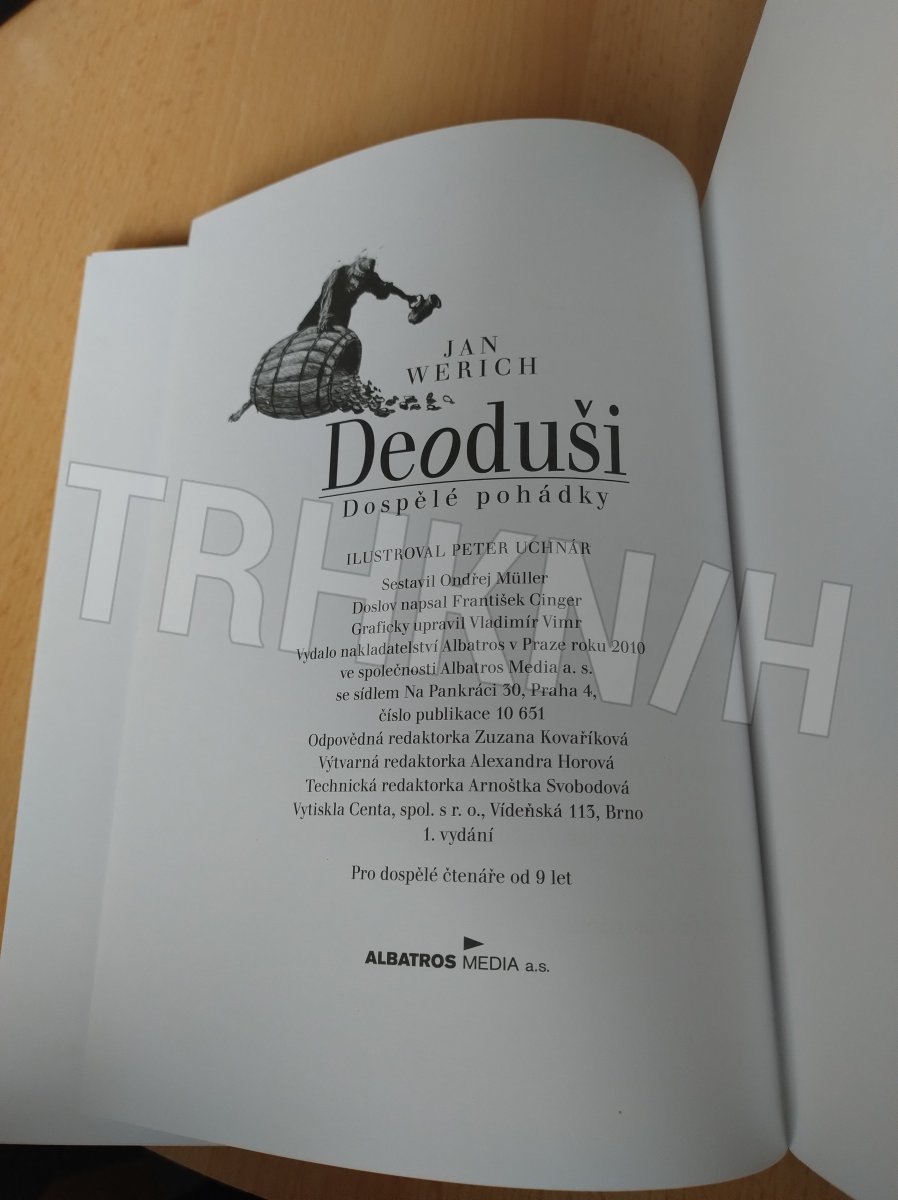 JAN
WERICH
Deoduši
Dospělé pohádky
ILUSTROVAL PETER UCHNÁR
Sestavil Ondřej Müller
Doslov napsal František Cinger
Graficky upravil Vladimír Vimr
Vydalo nakladatelství Albatros v Praze roku 2010
ve společnosti Albatros Media a. s.
se sídlem Na Pankráci 30, Praha 4,
číslo publikace 10 651
Odpovědná redaktorka Zuzana Kovaříková
Výtvarná redaktorka Alexandra Horová
Technická redaktorka Arnoštka Svobodová
Vytiskla Centa, spol. s r. o., Vídeňská 113, Brno
1. vydání
Pro dospělé čtenáře od 9 let
ALBATROS MEDIA a.s.
TRHKN/H